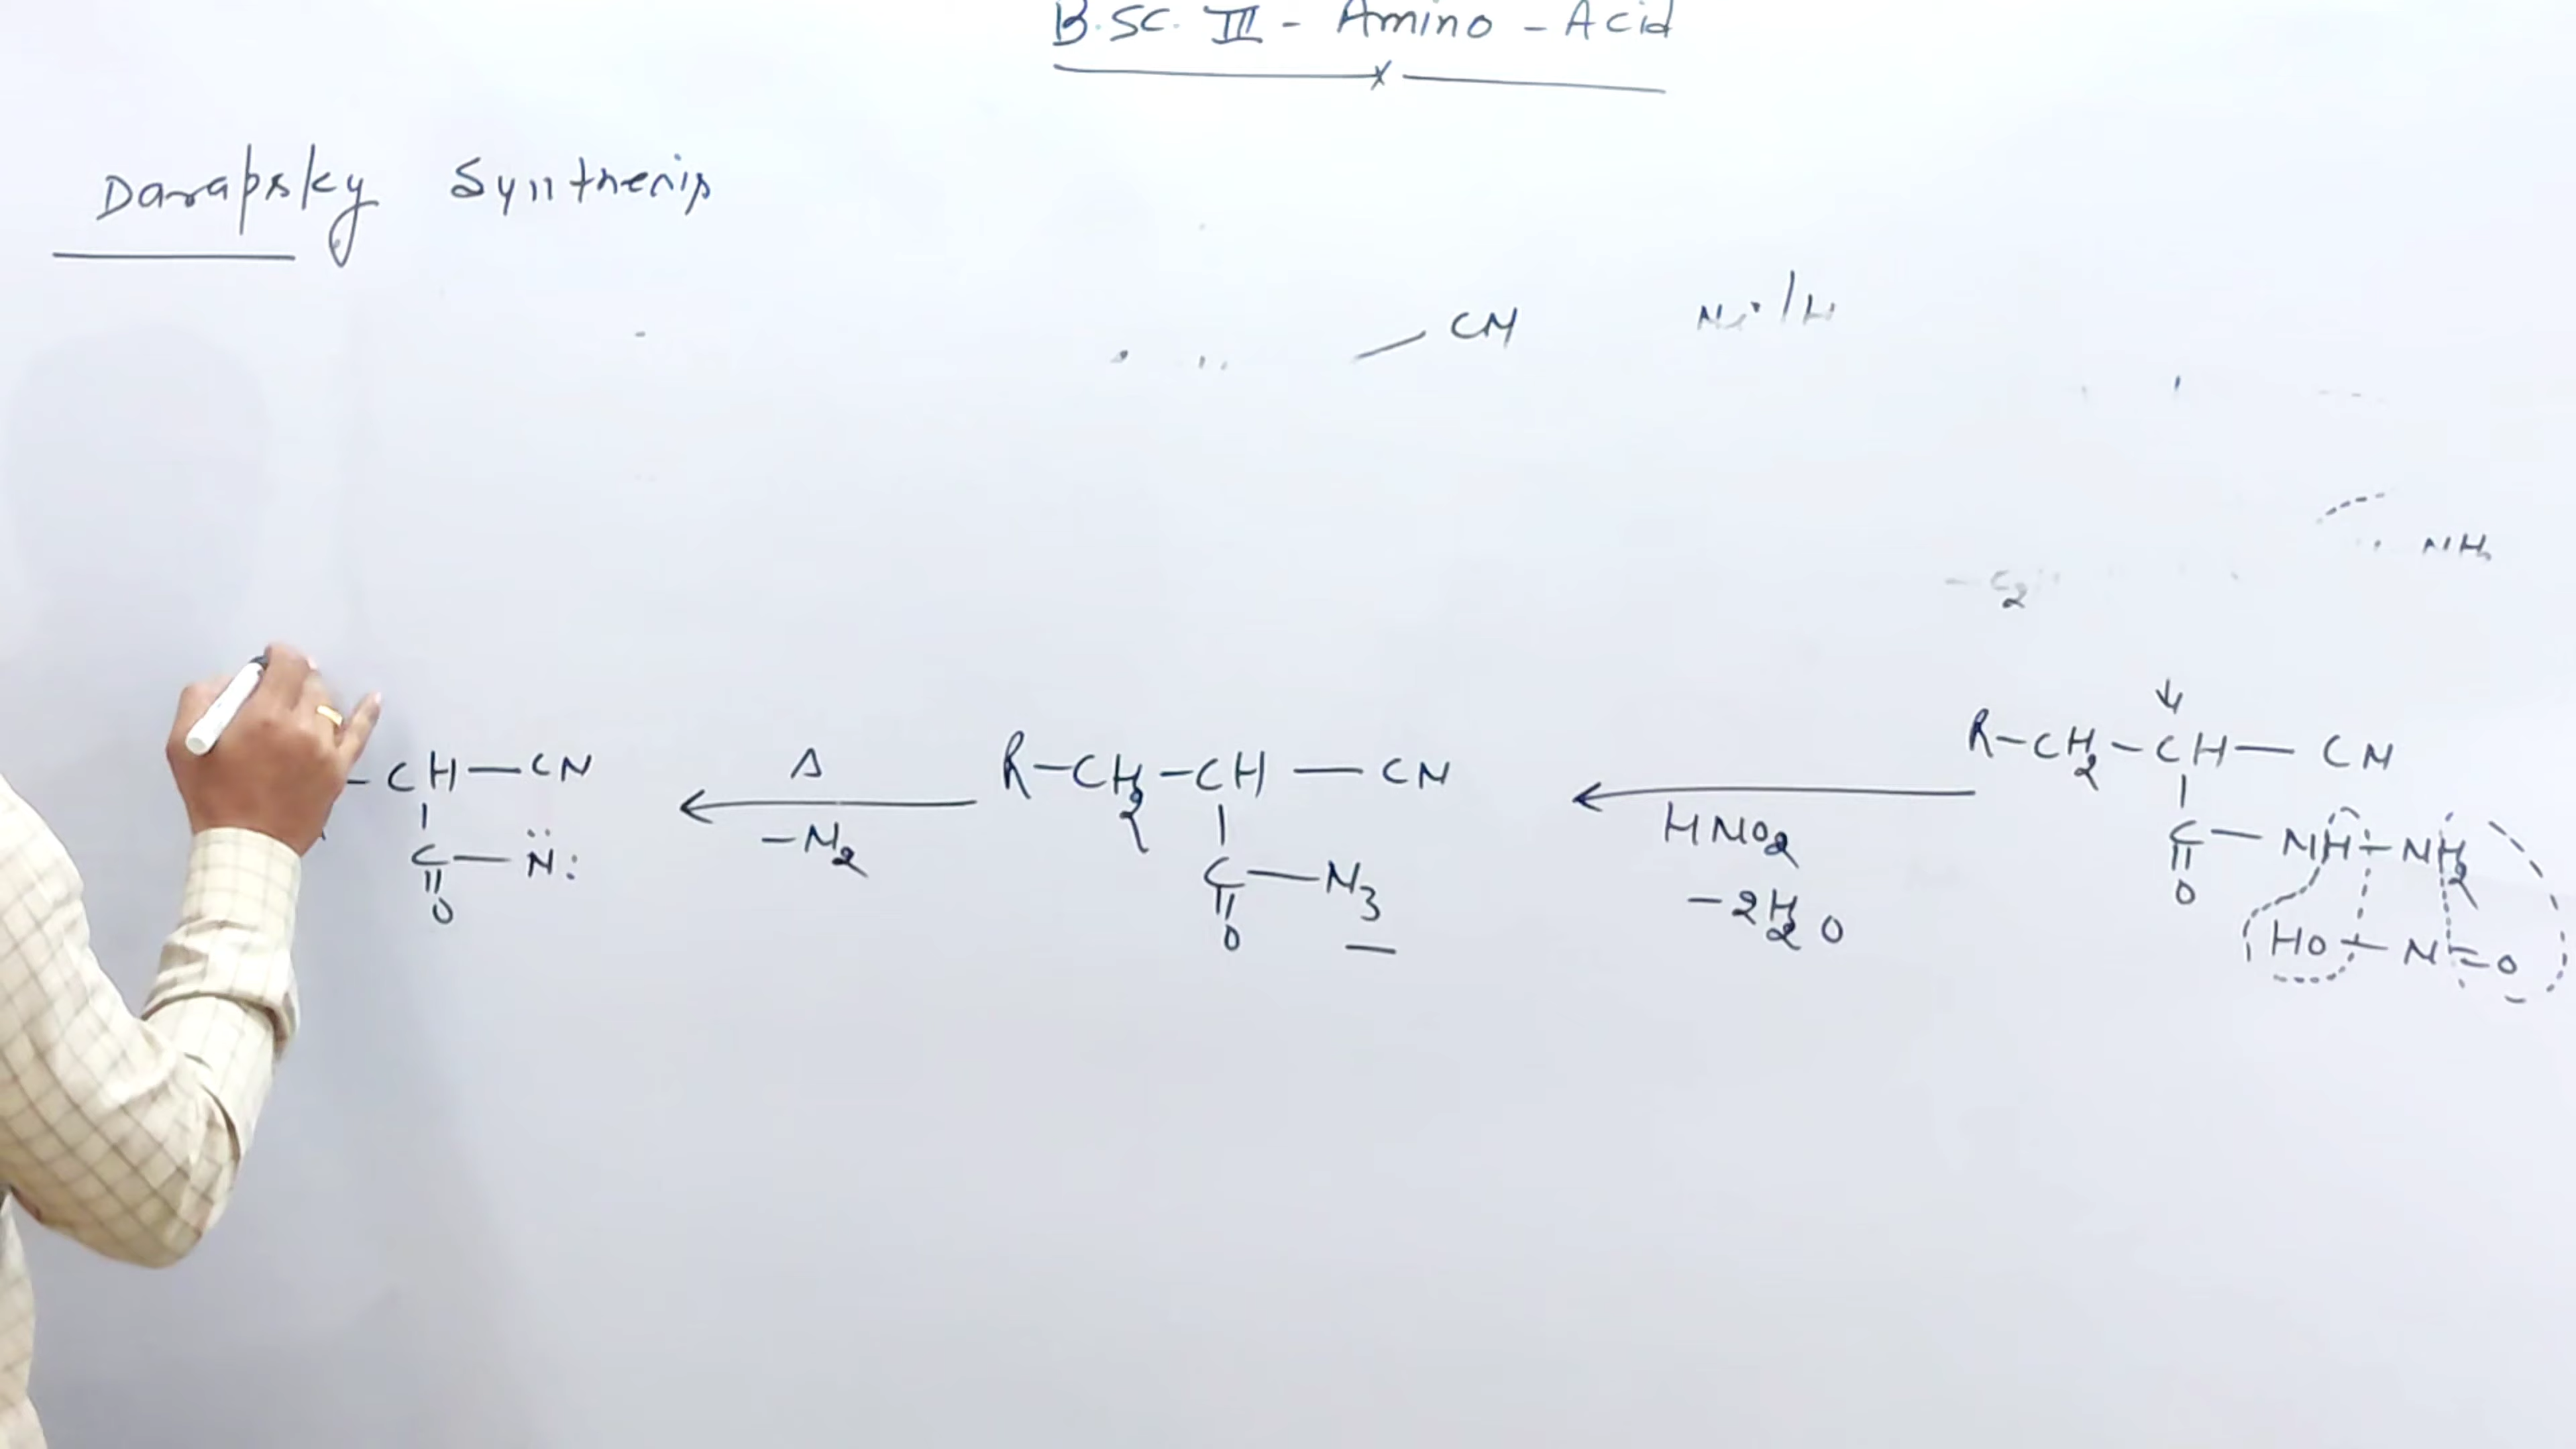 B.SC. III - Amino - Acid
Darapsky Synthesis
CN
NH
R-CH2-CH-CN
C-NH-NH2
O
HO-N=O
HNO2
-2H2O
R-CH2-CH-CN
C-N3
O
Δ
-N2
-CH-CN
C-N:
O